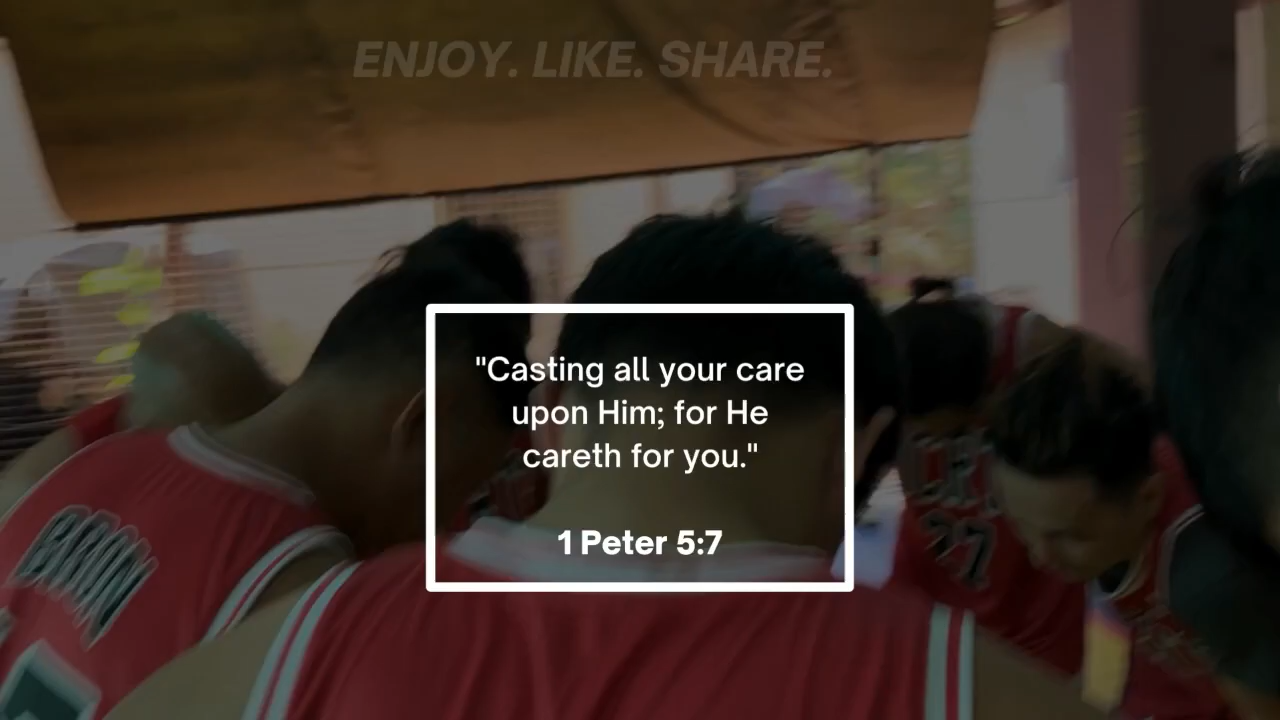 ENJOY. LIKE. SHARE.
"Casting all your care
upon Him; for He
careth for you."
1 Peter 5:7